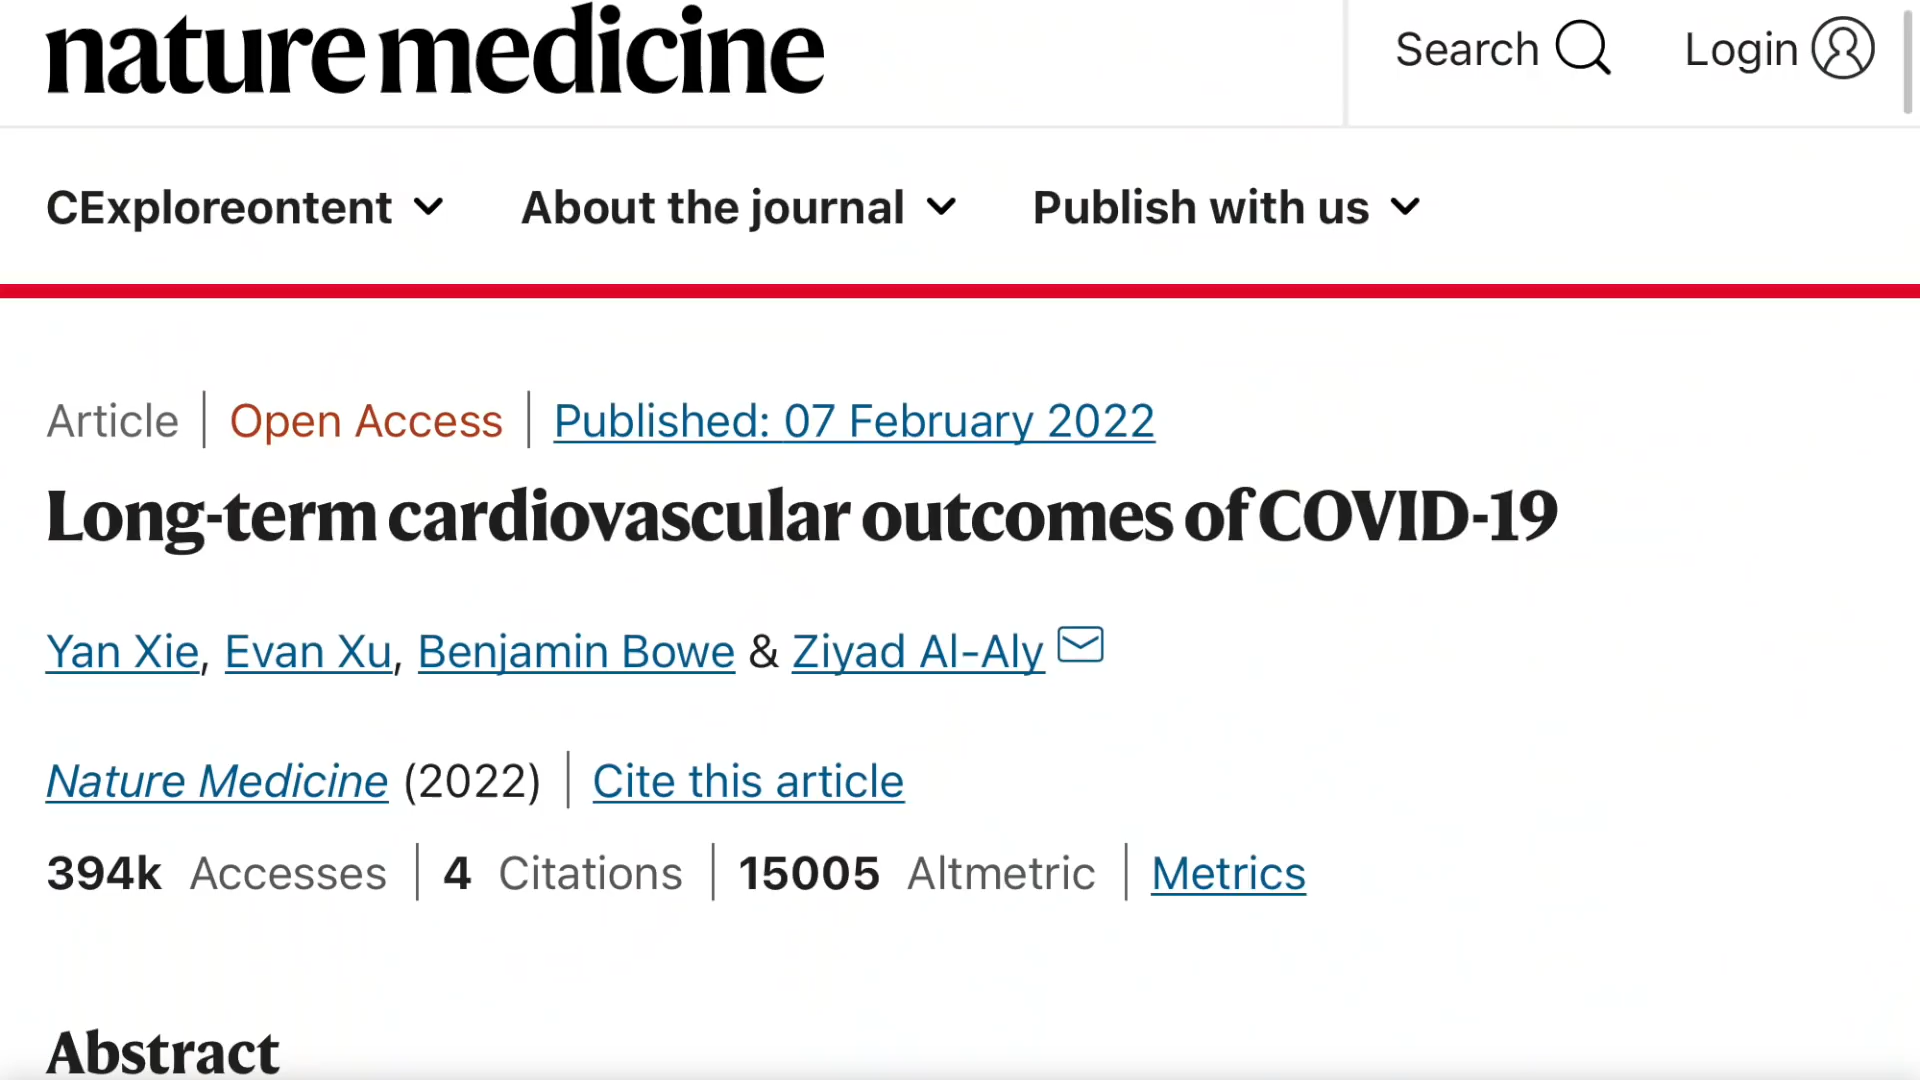 nature medicine
Search Login
CExploreontent About the journal Publish with us
Article | Open Access | Published: 07 February 2022
Long-term cardiovascular outcomes of COVID-19
Yan Xie, Evan Xu, Benjamin Bowe & Ziyad Al-Aly
Nature Medicine (2022) | Cite this article
394k Accesses | 4 Citations | 15005 Altmetric | Metrics
Abstract